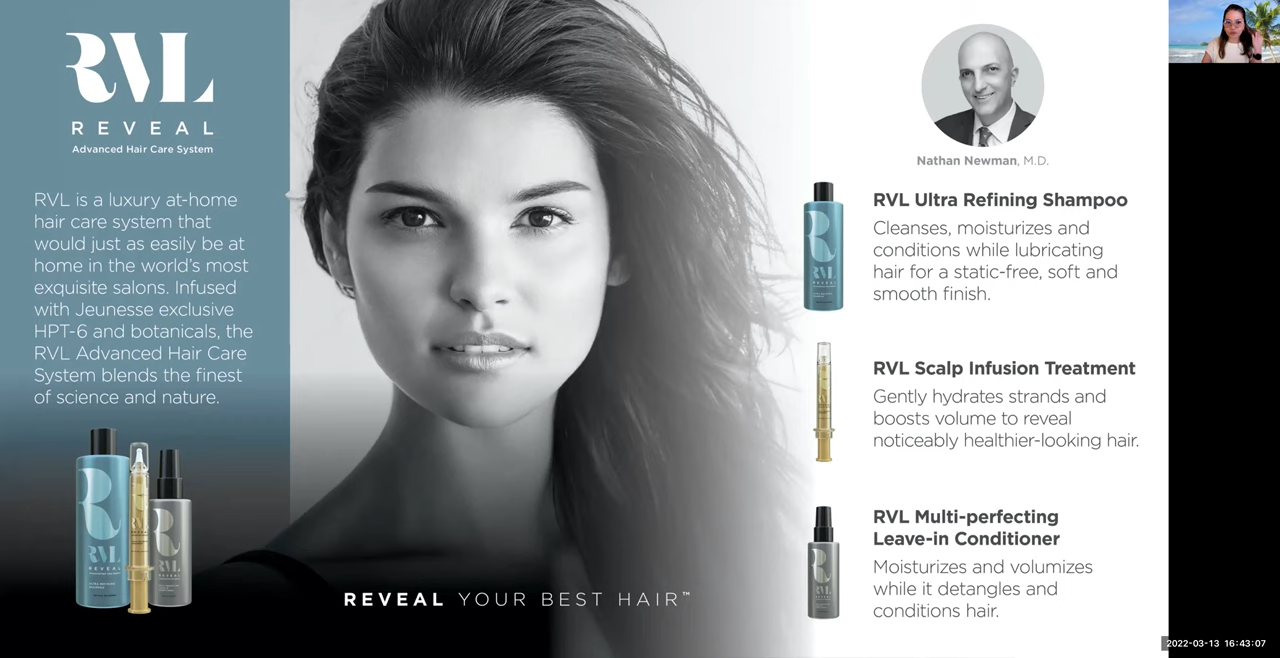 RVL
REVEAL
Advanced Hair Care System
RVL is a luxury at-home
hair care system that
would just as easily be at
home in the world's most
exquisite salons. Infused
with Jeunesse exclusive
HPT-6 and botanicals, the
RVL Advanced Hair Care
System blends the finest
of science and nature.
R
RVL
REVEAL
REVEAL YOUR BEST HAIR™
Nathan Newman, M.D.
R
RVL
RVL Ultra Refining Shampoo
Cleanses, moisturizes and
conditions while lubricating
hair for a static-free, soft and
smooth finish.
RVL Scalp Infusion Treatment
Gently hydrates strands and
boosts volume to reveal
noticeably healthier-looking hair.
R
RVL
RVL Multi-perfecting
Leave-in Conditioner
Moisturizes and volumizes
while it detangles and
conditions hair.
2022-03-13 16:43:07